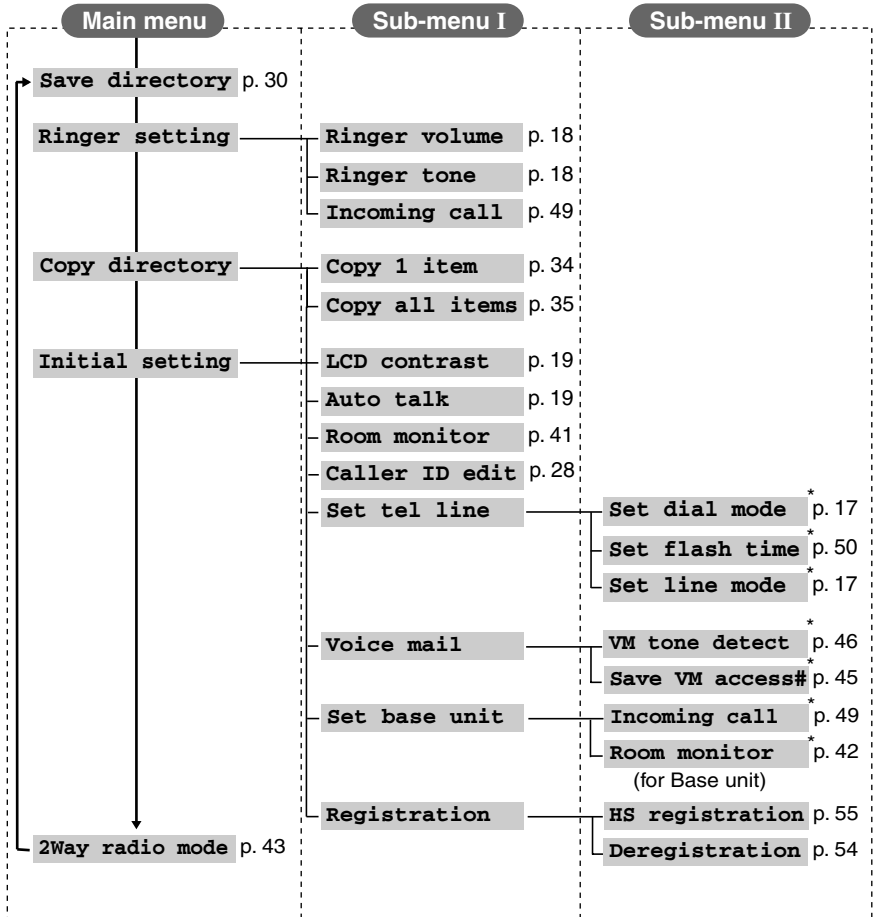 Main menu Sub-menu I Sub-menu II
Save directory p. 30
Ringer setting Ringer volume p. 18
Ringer tone p. 18
Incoming call p. 49
Copy directory Copy 1 item p. 34
Copy all items p. 35
Initial setting LCD contrast p. 19
Auto talk p. 19
Room monitor p. 41
Caller ID edit p. 28
Set tel line Set dial mode * p. 17
Set flash time * p. 50
Set line mode * p. 17
Voice mail VM tone detect * p. 46
Save VM access# * p. 45
Set base unit Incoming call * p. 49
Room monitor * p. 42
(for Base unit)
Registration HS registration p. 55
Deregistration p. 54
2Way radio mode p. 43